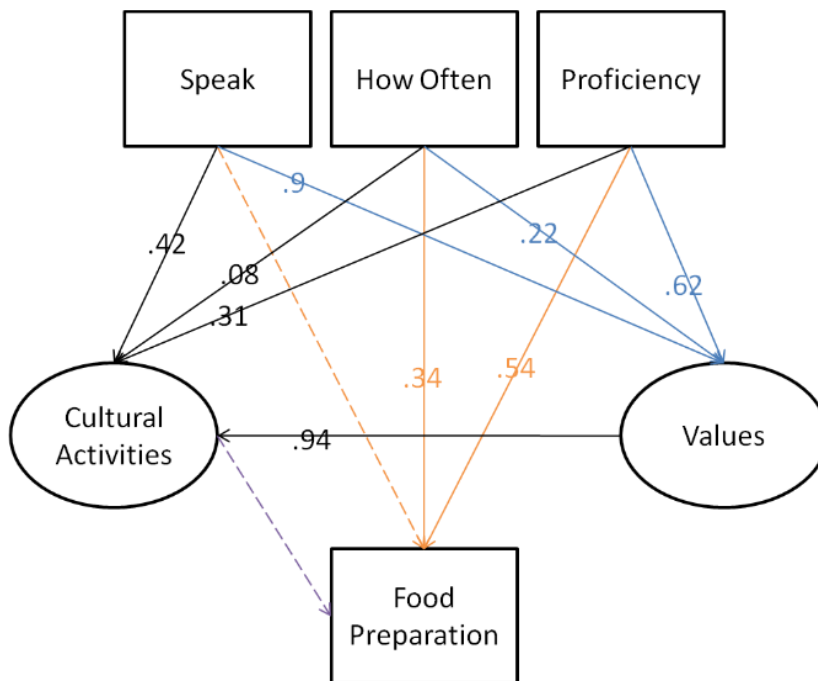 Speak
How Often
Proficiency
.9
.42
.22
.08
.62
.31
.34
.54
Cultural
Activities
.94
Values
Food
Preparation